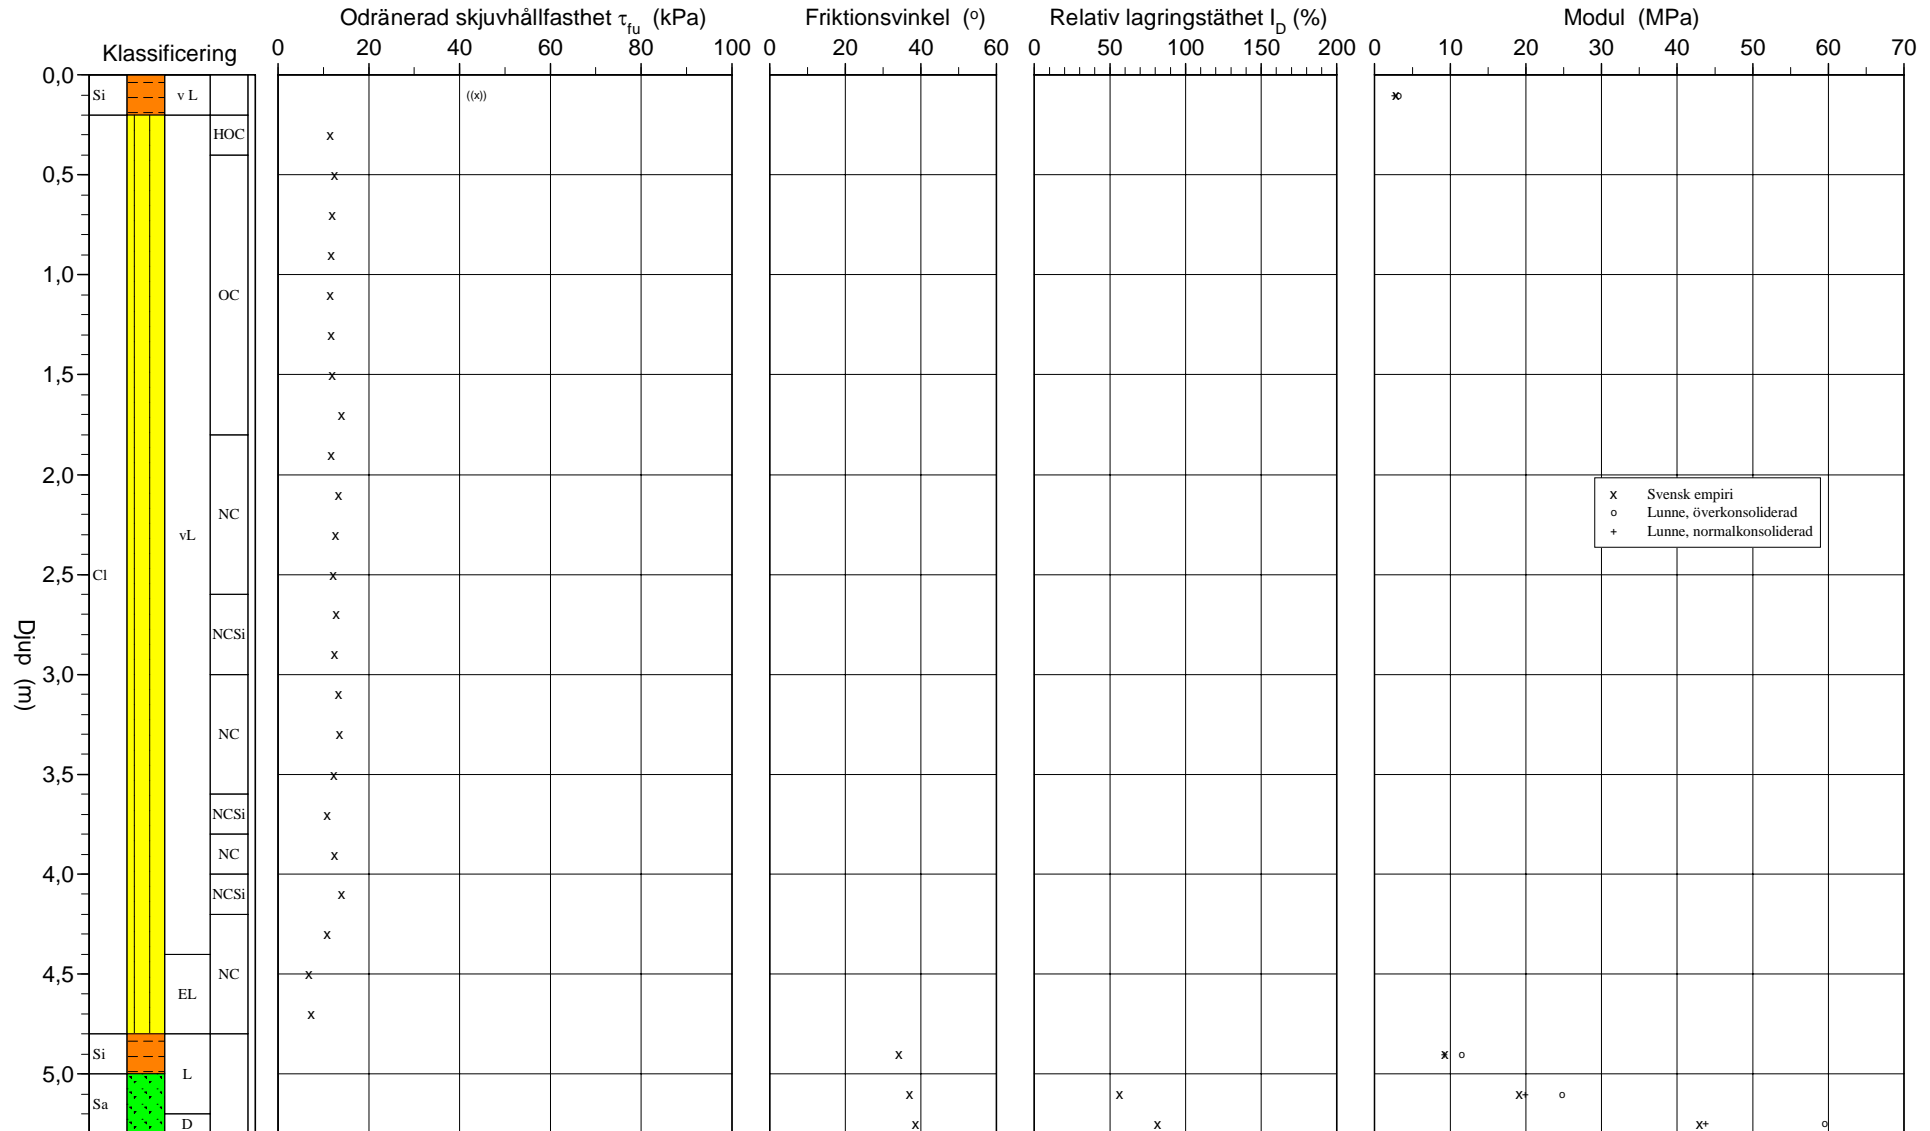 Odränerad skjuvhållfasthet τfu (kPa)
Friktionsvinkel (o)
Relativ lagringstäthet ID (%)
Modul (MPa)
Klassificering
0 20 40 60 80 100
0 20 40 60
0 50 100 150 200
0 10 20 30 40 50 60 70
0,0
Si
v L
((x))
HOC
0,5
1,0
OC
1,5
2,0
NC
vL
x Svensk empiri
o Lunne, överkonsoliderad
+ Lunne, normalkonsoliderad
2,5
Cl
NCSi
Djup (m)
3,0
NC
3,5
NCSi
NC
4,0
NCSi
4,5
NC
EL
Si
5,0
L
Sa
D